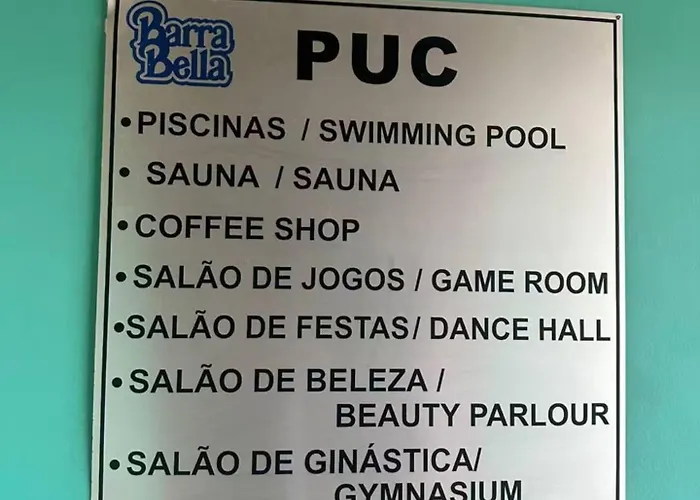 Barra
Bella
PUC
• PISCINAS / SWIMMING POOL
• SAUNA / SAUNA
• COFFEE SHOP
• SALÃO DE JOGOS / GAME ROOM
• SALÃO DE FESTAS / DANCE HALL
• SALÃO DE BELEZA /
BEAUTY PARLOUR
• SALÃO DE GINÁSTICA/
GYMNASIUM